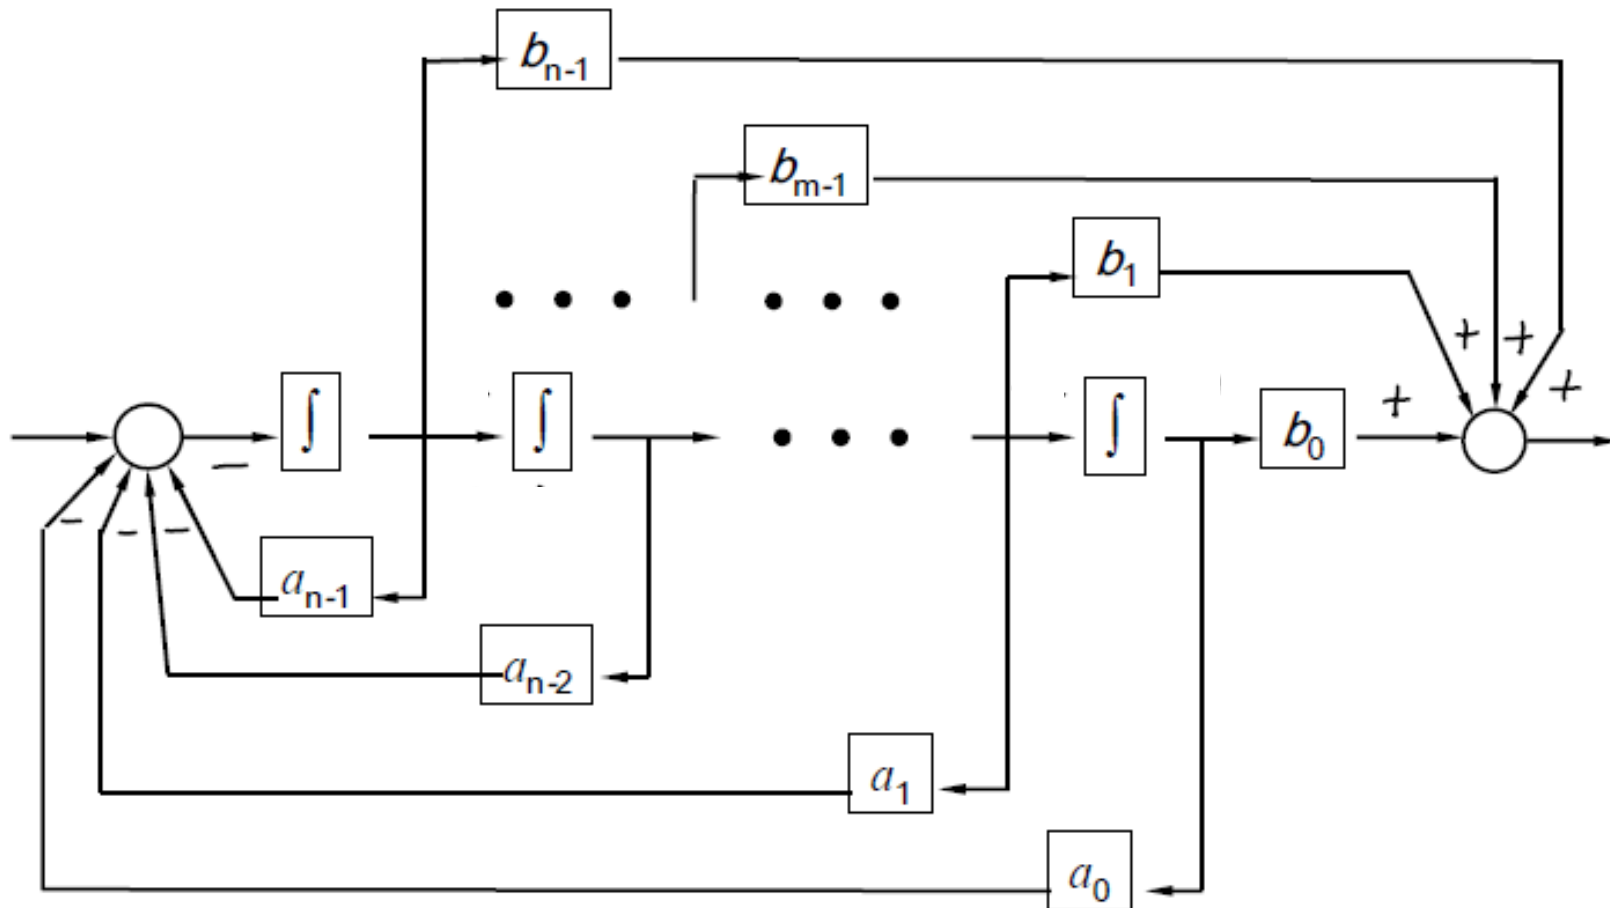 bn-1
bm-1
b1
+ + +
∫ ∫ ∫ b0 +
−
− − −
an-1
an-2
a1
a0